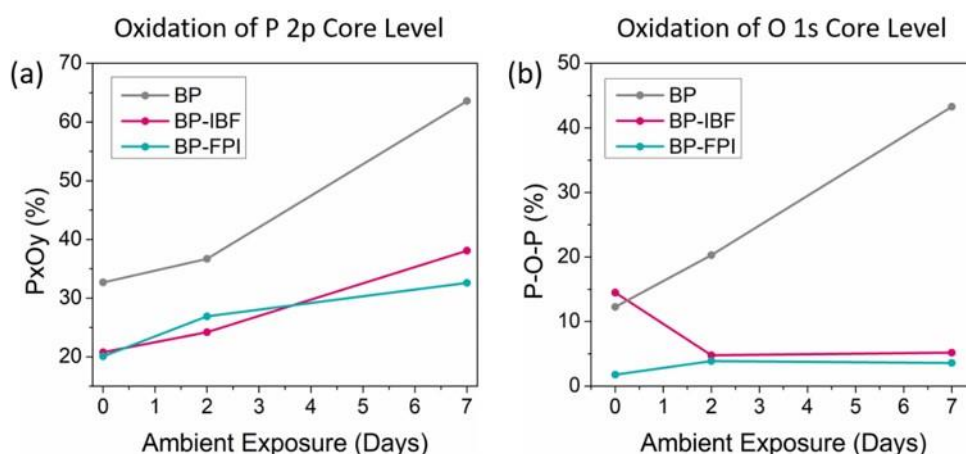 Oxidation of P 2p Core Level
(a)
70
60
50
40
30
20
PxOy (%)
BP
BP-IBF
BP-FPI
0 1 2 3 4 5 6 7
Ambient Exposure (Days)
Oxidation of O 1s Core Level
(b)
50
40
30
20
10
0
P-O-P (%)
BP
BP-IBF
BP-FPI
0 1 2 3 4 5 6 7
Ambient Exposure (Days)